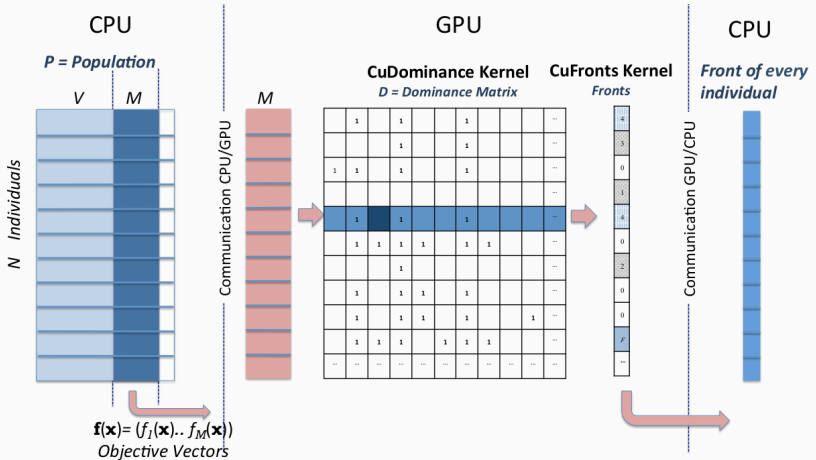 CPU
GPU
CPU
P = Population
CuDominance Kernel
D = Dominance Matrix
CuFronts Kernel
Fronts
Front of every
individual
V
M
M
N Individuals
Communication CPU/GPU
Communication GPU/CPU
1 1 1 ...
1 1 ...
1 1 1 1 ...
...
1 1 1 ...
1 1 1 1 1 1 ...
1 ...
1 1 1 1 ...
1 1 1 1 1 ...
1 1 1 1 1 1 ...
... ... ... ... ... ... ... ... ... ... ...
4
3
0
1
4
0
2
0
0
F
...
f(x)= (f1(x).. fM(x))
Objective Vectors